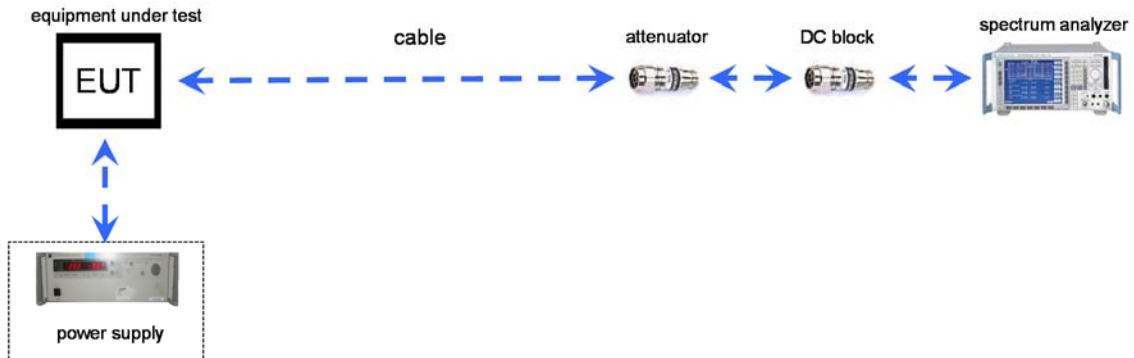 equipment under test
EUT
cable
attenuator
DC block
spectrum analyzer
power supply